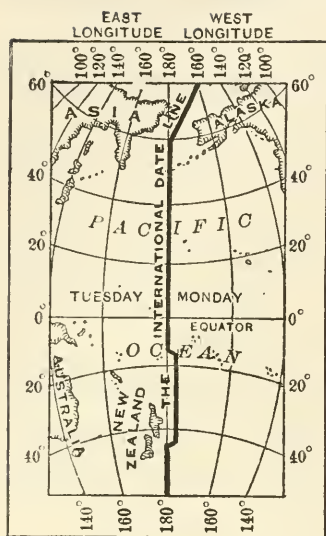 EAST WEST
LONGITUDE LONGITUDE
100° 120° 140° 160° 180° 160° 140° 120° 100°
60° 60°
ASIA
LINE
ALASKA
40° 40°
PACIFIC
20° 20°
INTERNATIONAL DATE
TUESDAY MONDAY
0° 0°
EQUATOR
OCEAN
THE
AUSTRALIA
20° 20°
NEW
ZEALAND
40° 40°
140° 160° 180° 160° 140°